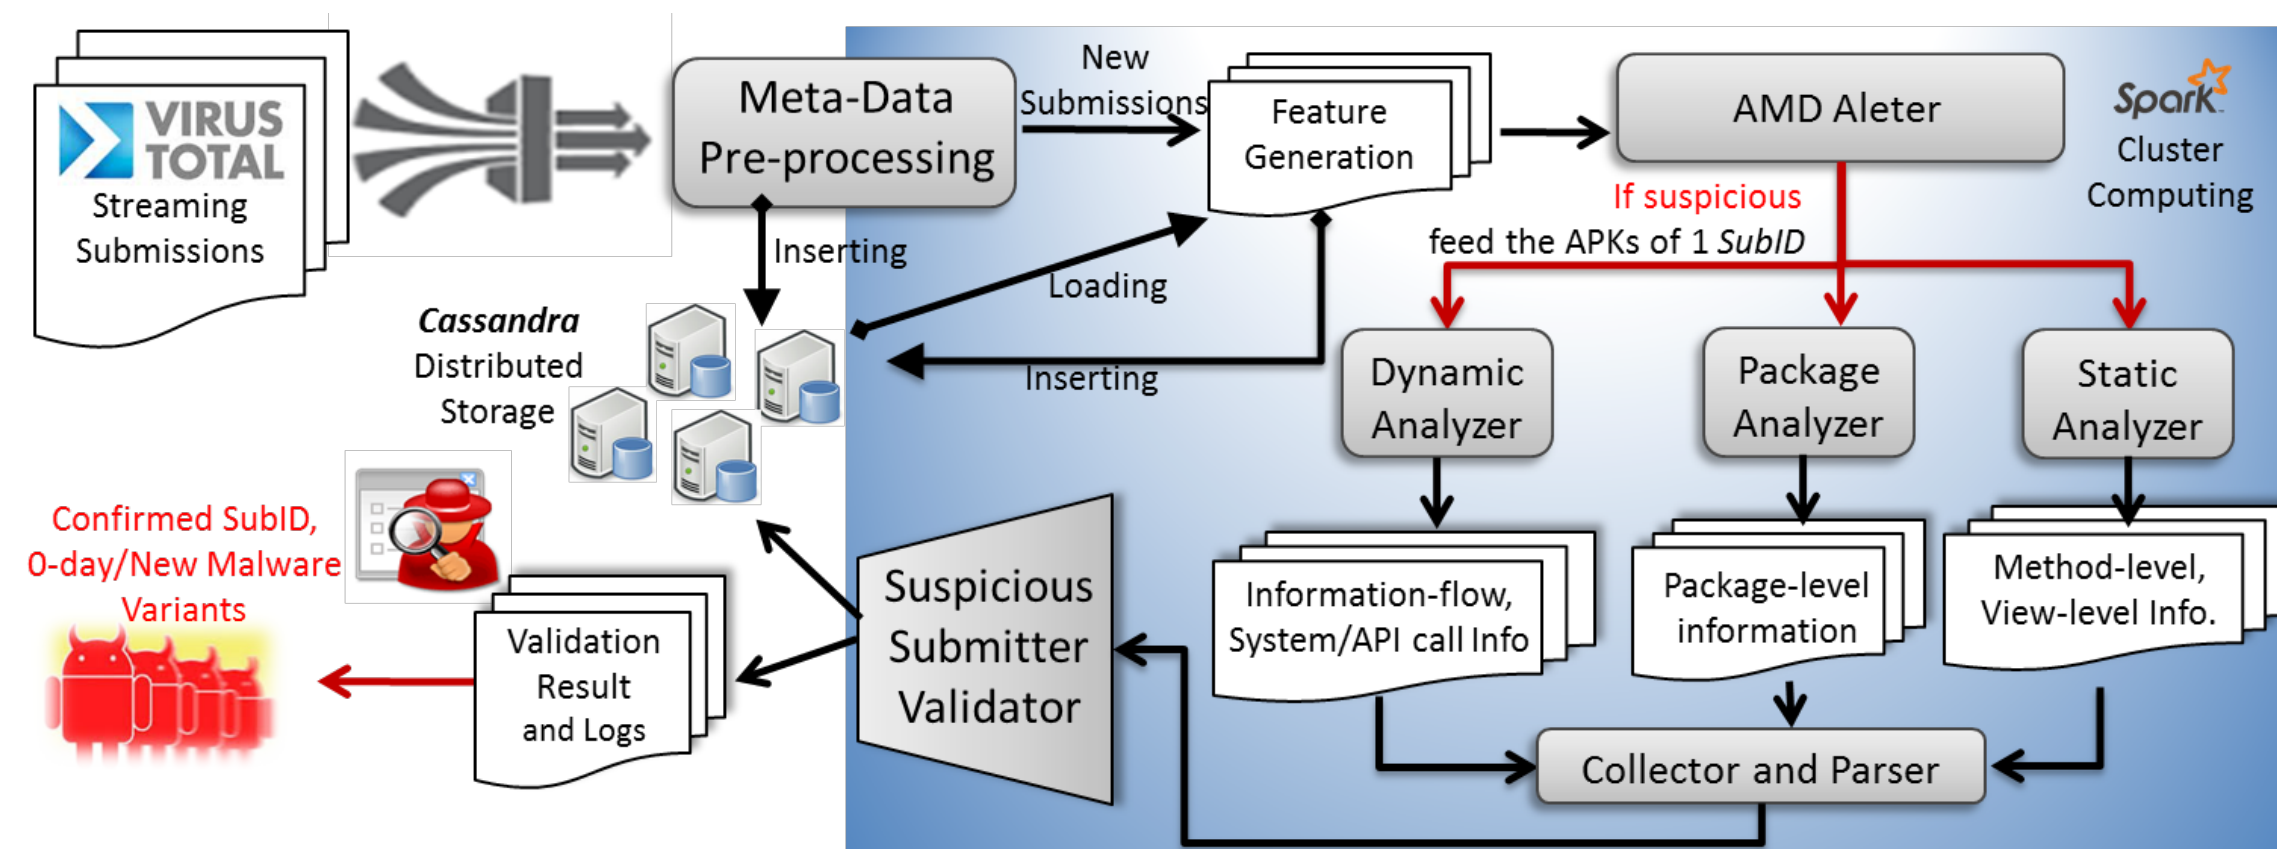 VIRUS
TOTAL
Streaming
Submissions
Meta-Data
Pre-processing
New
Submissions
Feature
Generation
AMD Aleter
Spark
Cluster
Computing
If suspicious
feed the APKs of 1 SubID
Inserting
Loading
Inserting
Cassandra
Distributed
Storage
Dynamic
Analyzer
Package
Analyzer
Static
Analyzer
Information-flow,
System/API call Info
Package-level
information
Method-level,
View-level Info.
Collector and Parser
Suspicious
Submitter
Validator
Validation
Result
and Logs
Confirmed SubID,
0-day/New Malware
Variants